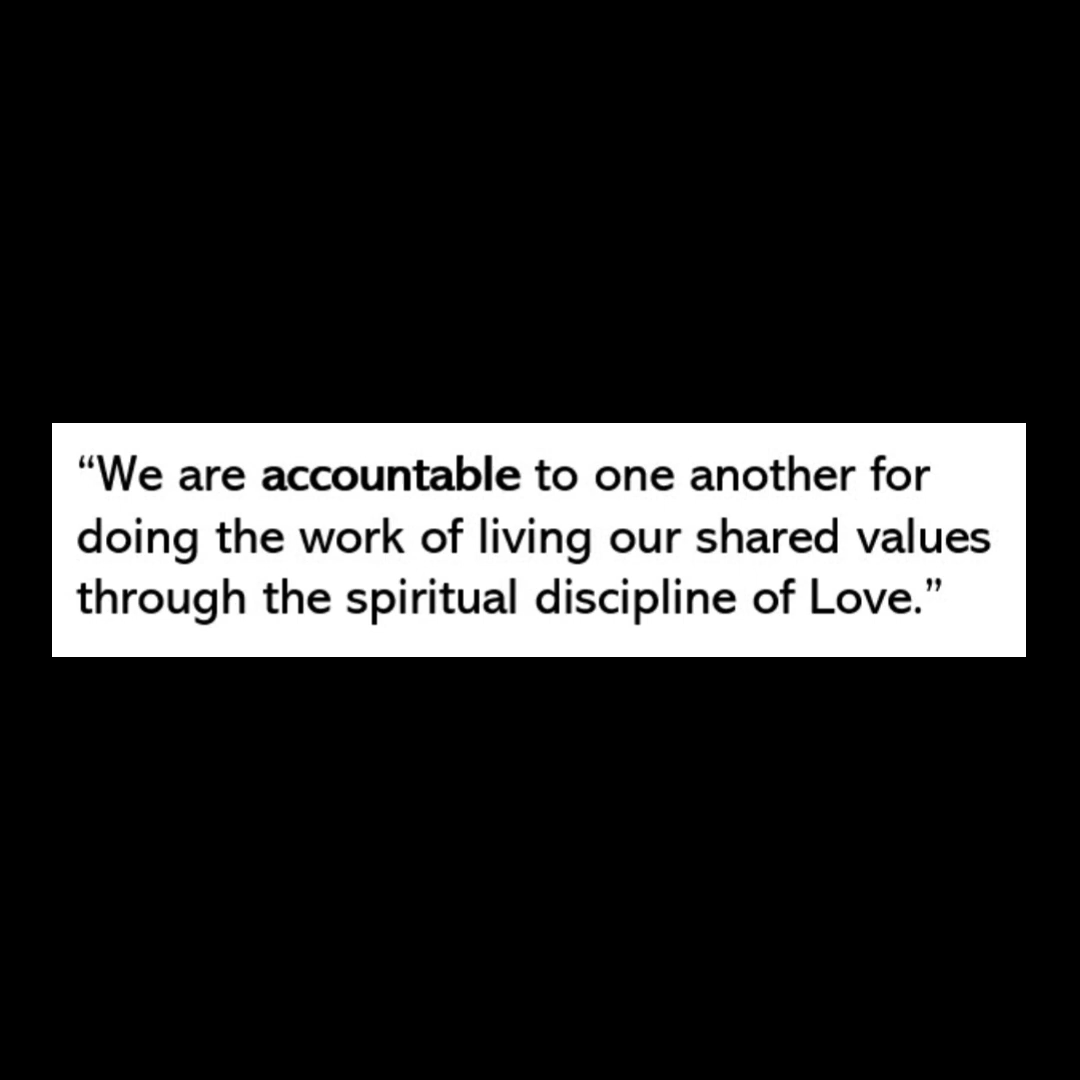 “We are accountable to one another for
doing the work of living our shared values
through the spiritual discipline of Love.”